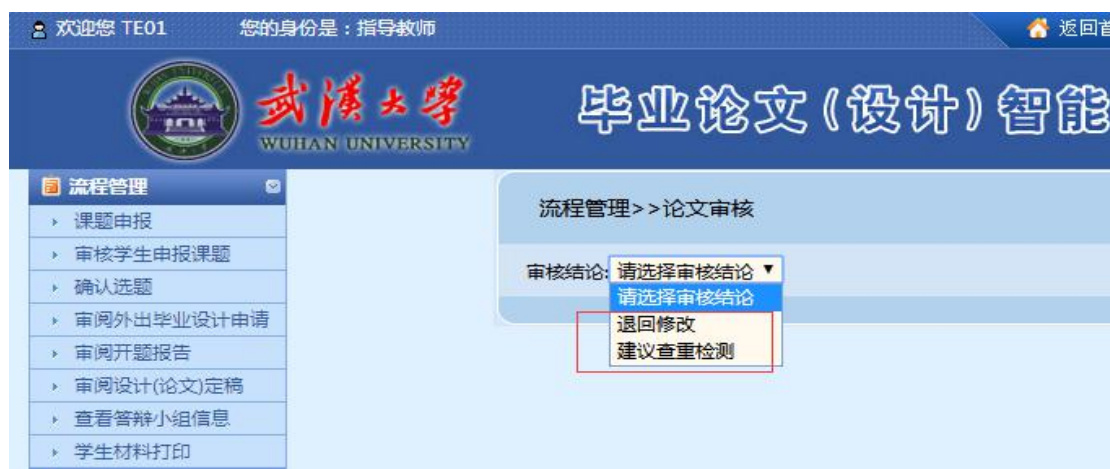 欢迎您 TE01 您的身份是：指导教师
返回首
武漢大學
WUHAN UNIVERSITY
毕业论文(设计)智能
流程管理
课题申报
审核学生申报课题
确认选题
审阅外出毕业设计申请
审阅开题报告
审阅设计(论文)定稿
查看答辩小组信息
学生材料打印
流程管理>>论文审核
审核结论: 请选择审核结论
请选择审核结论
退回修改
建议查重检测